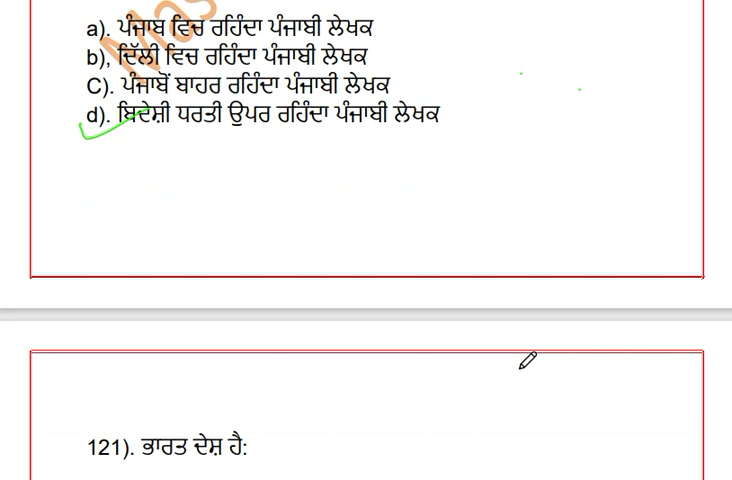 a). ਪੰਜਾਬ ਵਿਚ ਰਹਿੰਦਾ ਪੰਜਾਬੀ ਲੇਖਕ
b), ਦਿੱਲੀ ਵਿਚ ਰਹਿੰਦਾ ਪੰਜਾਬੀ ਲੇਖਕ
C). ਪੰਜਾਬੋਂ ਬਾਹਰ ਰਹਿੰਦਾ ਪੰਜਾਬੀ ਲੇਖਕ
d). ਬਿਦੇਸ਼ੀ ਧਰਤੀ ਉਪਰ ਰਹਿੰਦਾ ਪੰਜਾਬੀ ਲੇਖਕ
121). ਭਾਰਤ ਦੇਸ਼ ਹੈ: